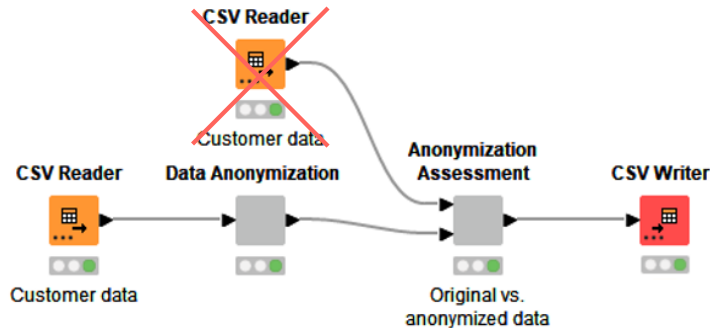 CSV Reader
Customer data
CSV Reader
Data Anonymization
Anonymization
Assessment
CSV Writer
Customer data
Original vs.
anonymized data